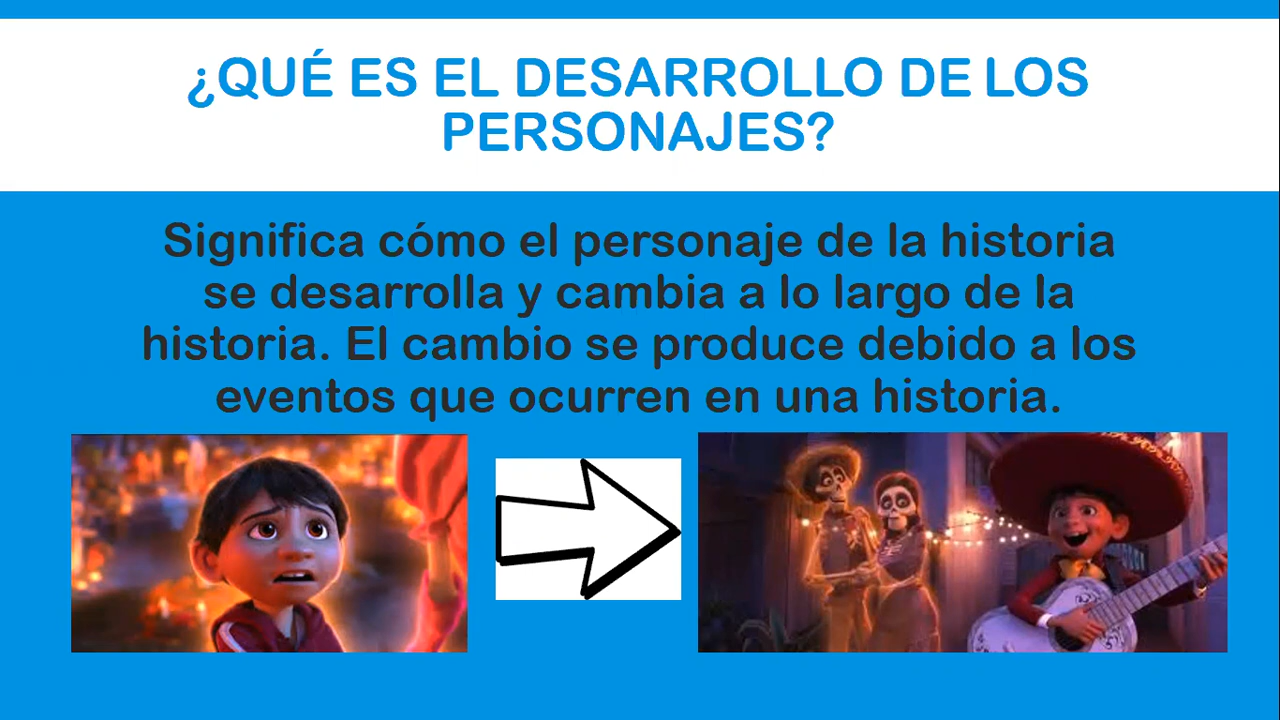 ¿QUÉ ES EL DESARROLLO DE LOS
PERSONAJES?
Significa cómo el personaje de la historia
se desarrolla y cambia a lo largo de la
historia. El cambio se produce debido a los
eventos que ocurren en una historia.